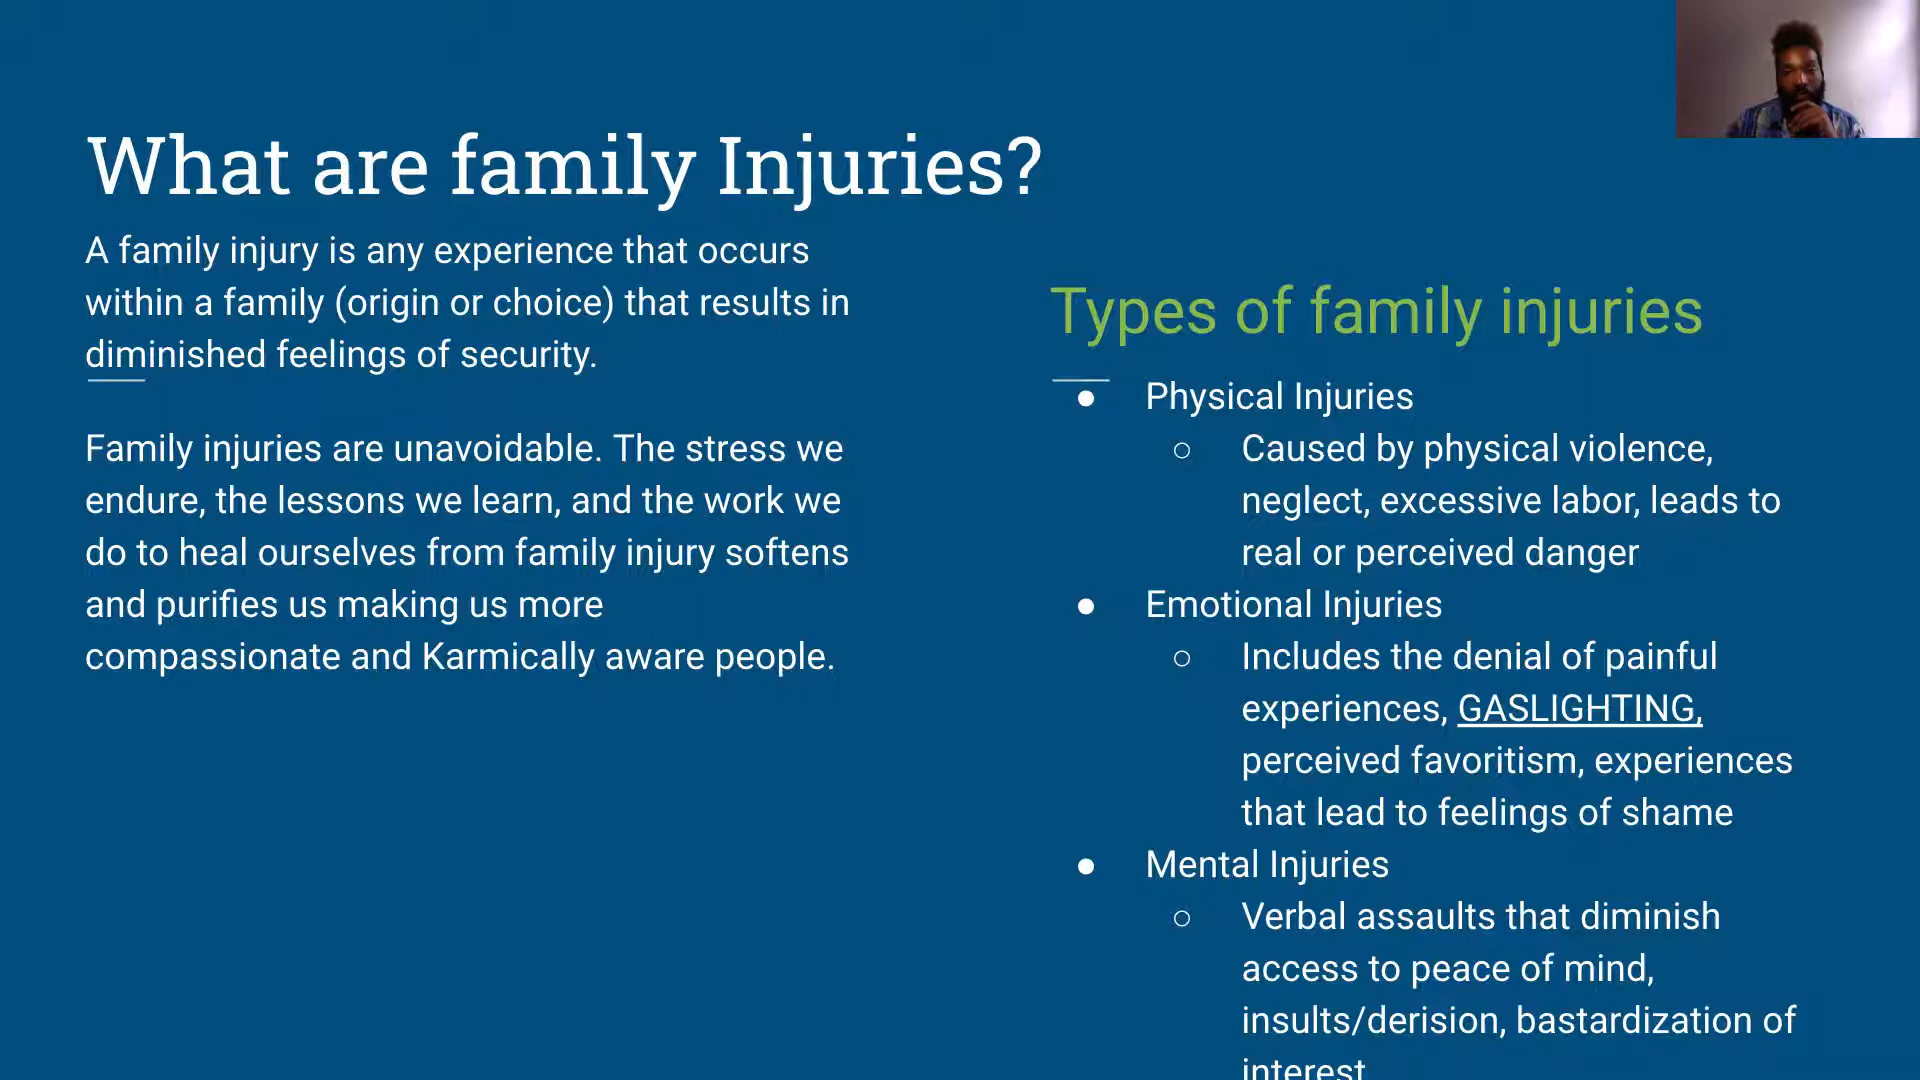 What are family Injuries?
A family injury is any experience that occurs
within a family (origin or choice) that results in
diminished feelings of security.
Family injuries are unavoidable. The stress we
endure, the lessons we learn, and the work we
do to heal ourselves from family injury softens
and purifies us making us more
compassionate and Karmically aware people.
Types of family injuries
● Physical Injuries
○ Caused by physical violence,
neglect, excessive labor, leads to
real or perceived danger
● Emotional Injuries
○ Includes the denial of painful
experiences, GASLIGHTING,
perceived favoritism, experiences
that lead to feelings of shame
● Mental Injuries
○ Verbal assaults that diminish
access to peace of mind,
insults/derision, bastardization of
interest